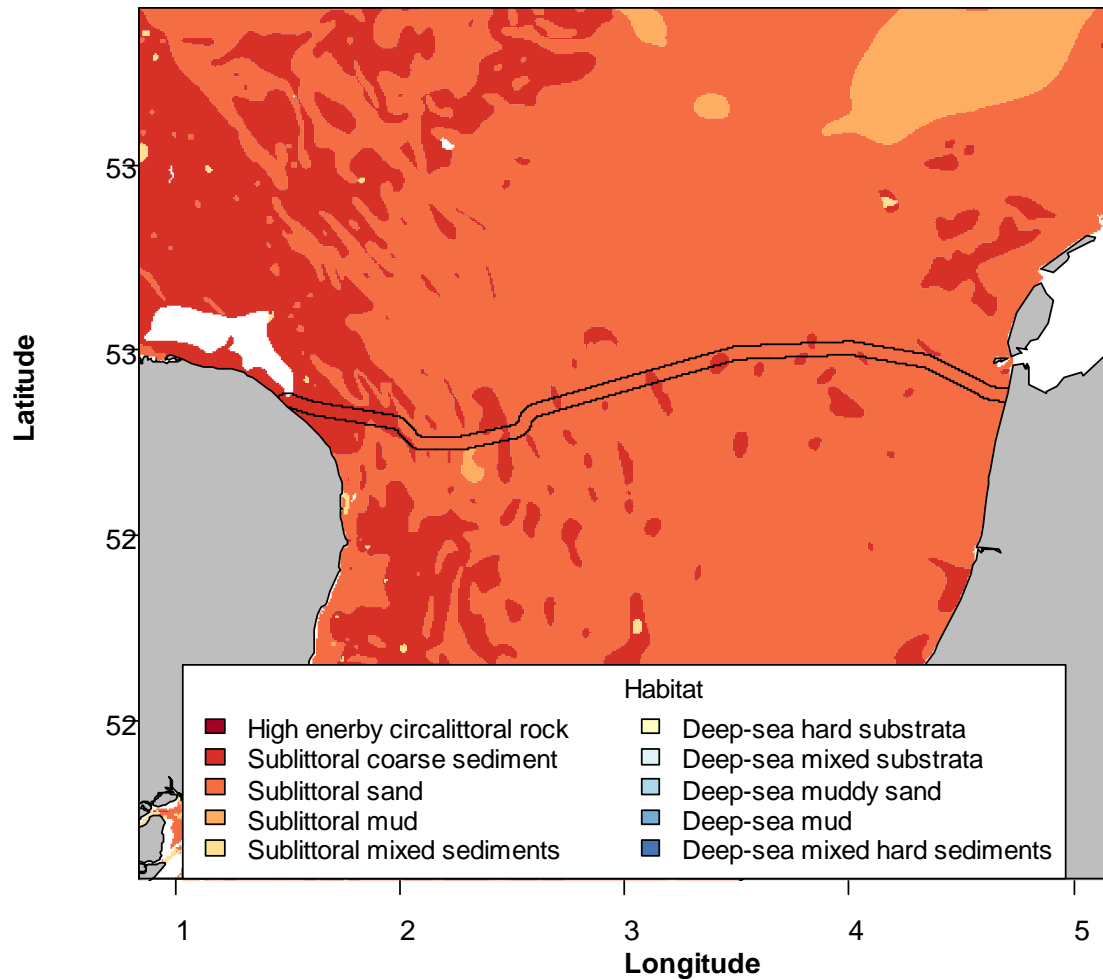 53
53
Latitude
52
52
Habitat
High enerby circalittoral rock
Sublittoral coarse sediment
Sublittoral sand
Sublittoral mud
Sublittoral mixed sediments
Deep-sea hard substrata
Deep-sea mixed substrata
Deep-sea muddy sand
Deep-sea mud
Deep-sea mixed hard sediments
1 2 3 4 5
Longitude